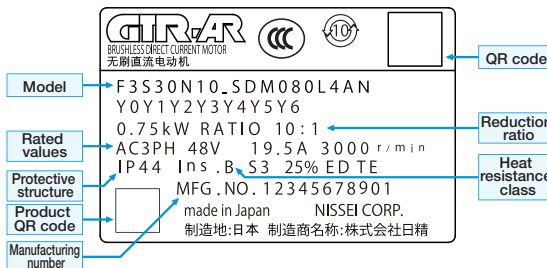 GTR-AR
CCC
10
BRUSHLESS DIRECT CURRENT MOTOR
无刷直流电动机
QR code
Model
F3S30N10_SDM080L4AN
Y0Y1Y2Y3Y4Y5Y6
0.75kW RATIO 10:1
Reduction ratio
Rated values
AC3PH 48V 19.5A 3000 r/min
IP44 Ins.B S3 25% ED TE
Heat resistance class
Protective structure
MFG.NO.12345678901
Product QR code
made in Japan NISSEI CORP.
制造地:日本 制造商名称:株式会社日精
Manufacturing number